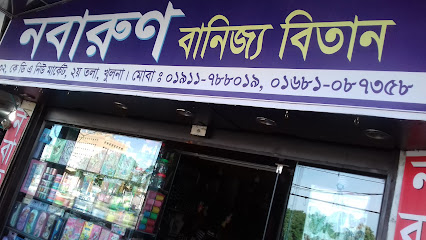 নবারুণ বানিজ্য বিতান
কে ডি এ নিউ মার্কেট, ২য় তলা, খুলনা। মোবা : ০১৯১১-৭৮৮০১৯, ০১৬৮১-০৮৭৩৫৮